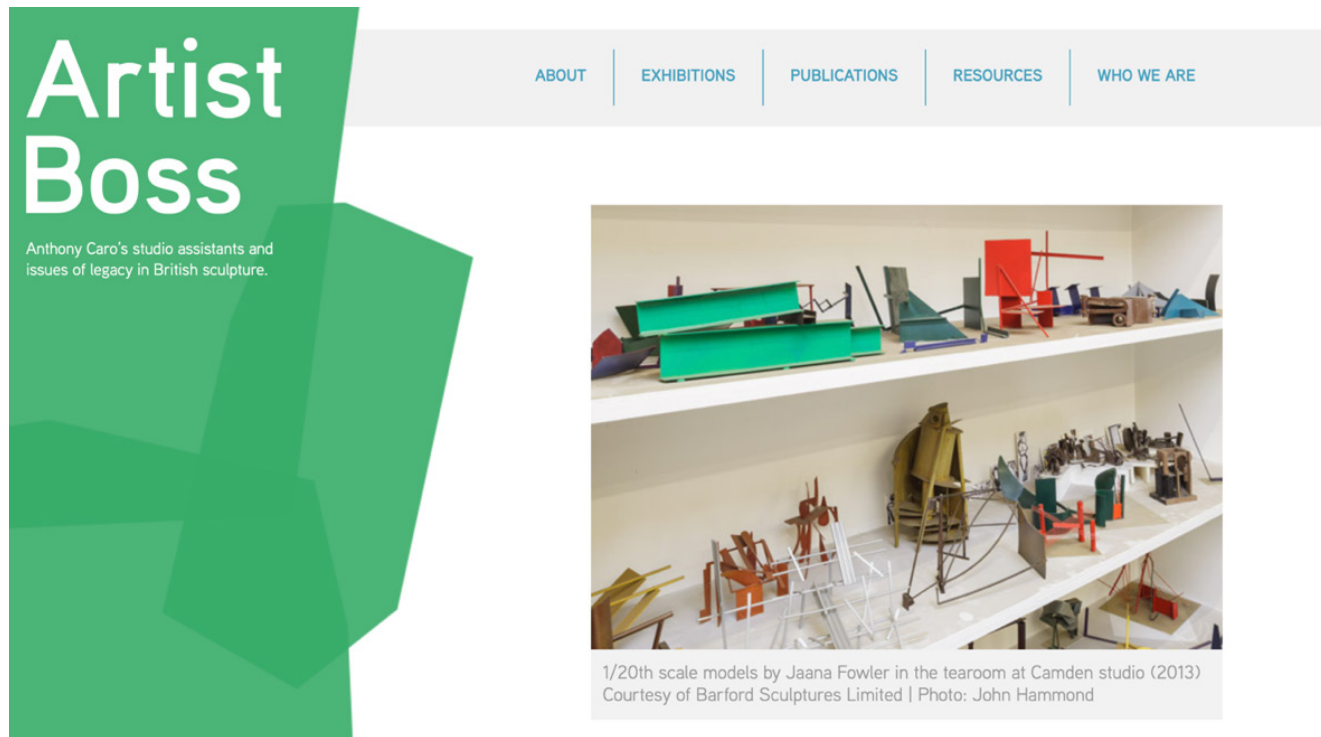 Artist
Boss
Anthony Caro's studio assistants and
issues of legacy in British sculpture.
ABOUT
EXHIBITIONS
PUBLICATIONS
RESOURCES
WHO WE ARE
1/20th scale models by Jaana Fowler in the tearoom at Camden studio (2013)
Courtesy of Barford Sculptures Limited | Photo: John Hammond